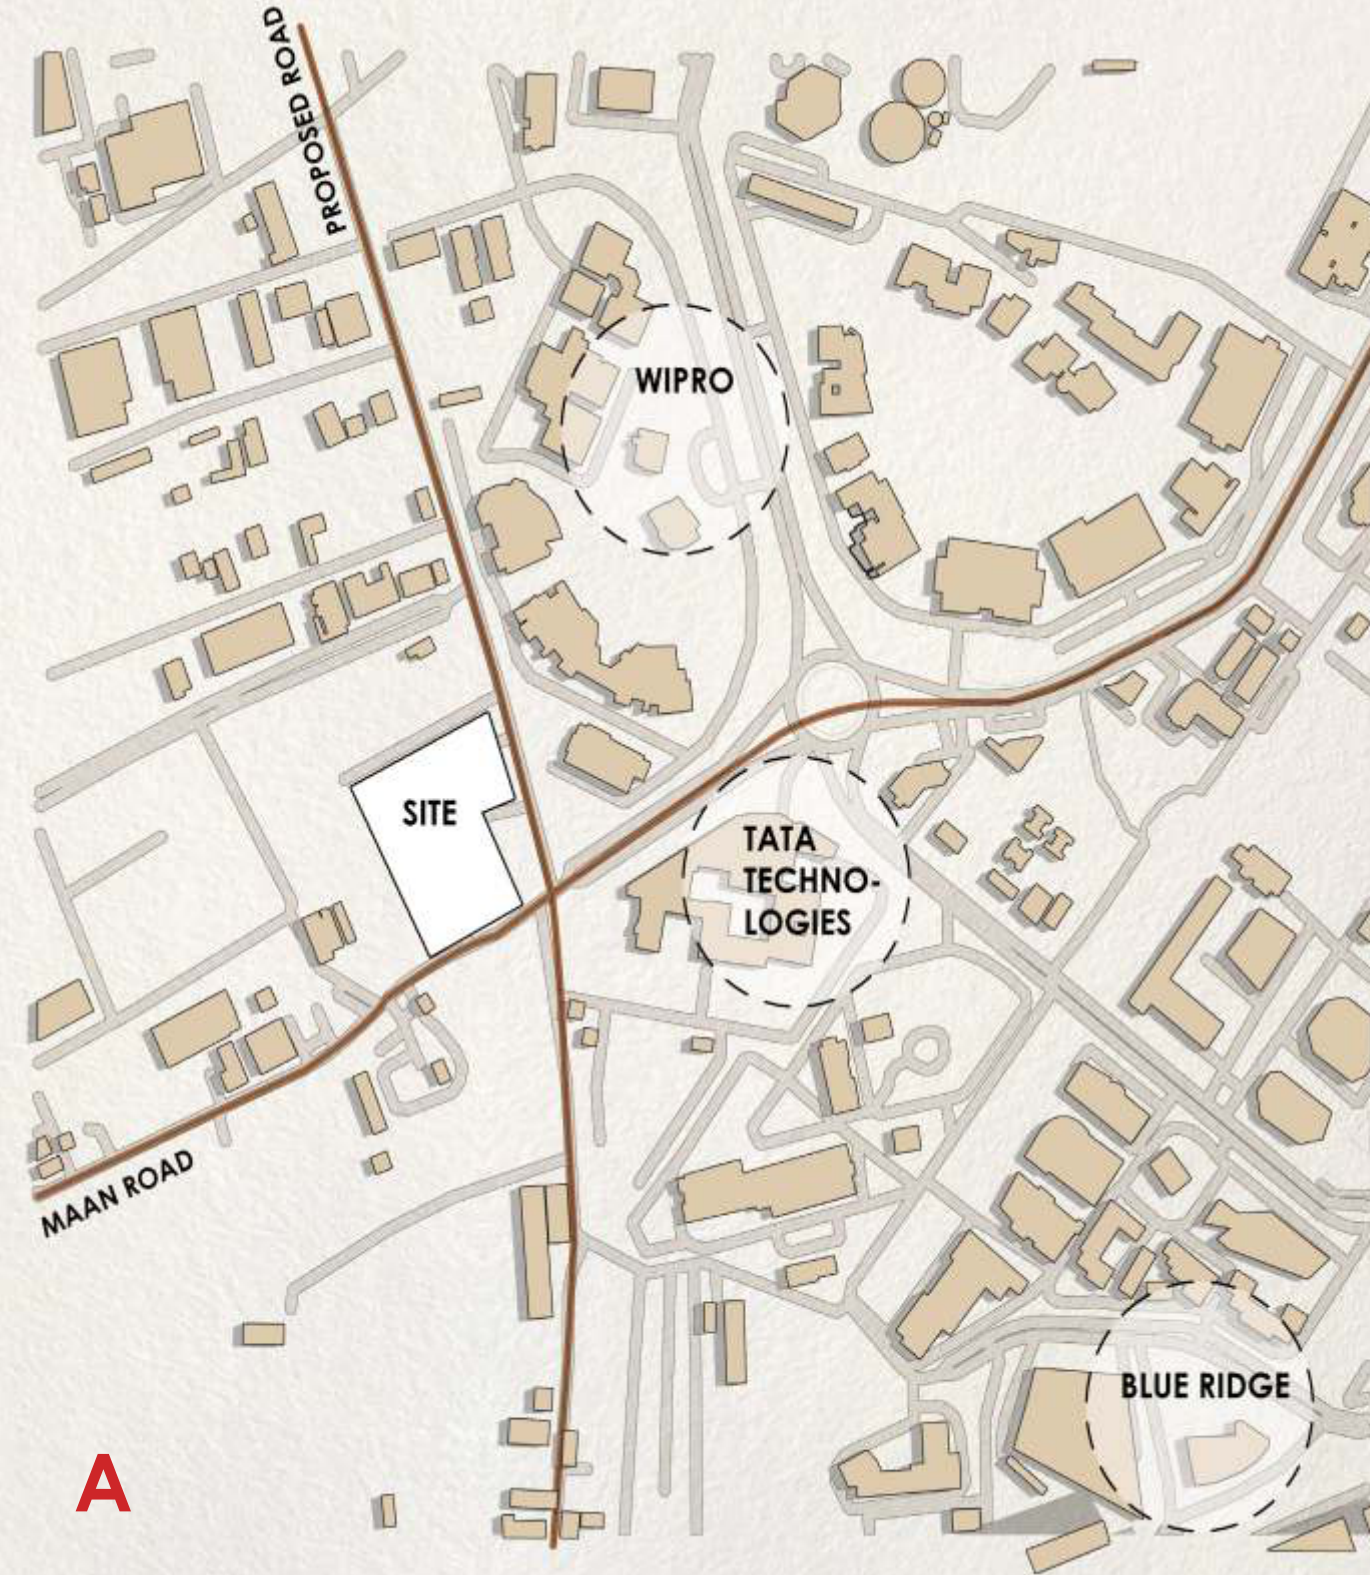 PROPOSED ROAD
WIPRO
SITE
TATA
TECHNO-
LOGIES
MAAN ROAD
BLUE RIDGE
A